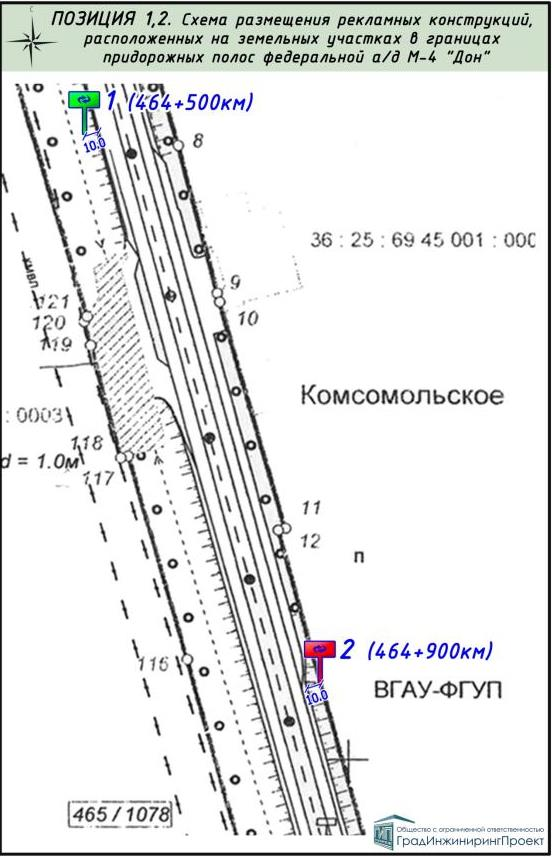 С
ПОЗИЦИЯ 1,2. Схема размещения рекламных конструкций,
расположенных на земельных участках в границах
придорожных полос федеральной а/д М-4 "Дон"
1 (464+500км)
10.0
8
36 : 25 : 69 45 001 : 000
9
КМВЛ
121
10
120
119
Комсомольское
: 0003
118
d = 1.0м
117
11
12
п
2 (464+900км)
116
ВГАУ-ФГУП
10.0
465 / 1078
Общество с ограниченной ответственностью
ГрадИнжинирингПроект